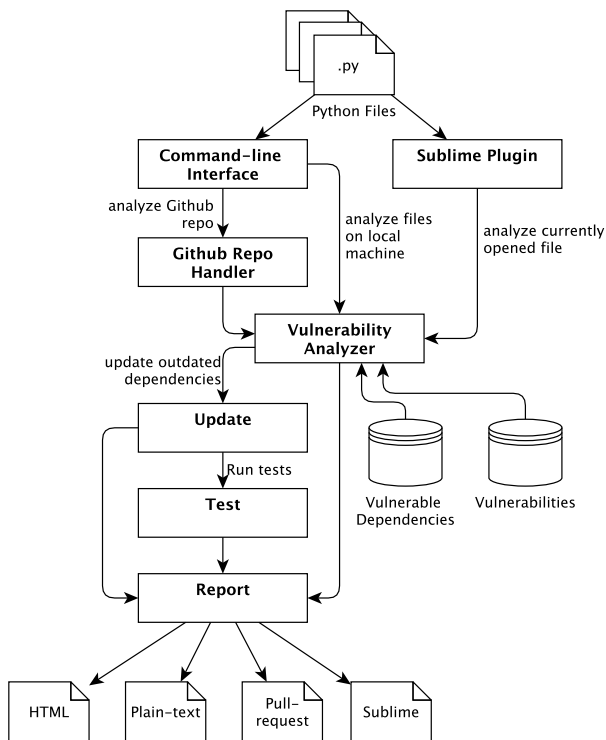 .py
Python Files
Command-line
Interface
Sublime Plugin
analyze Github
repo
analyze files
on local
machine
analyze currently
opened file
Github Repo
Handler
Vulnerability
Analyzer
update outdated
dependencies
Update
Run tests
Vulnerable
Dependencies
Vulnerabilities
Test
Report
HTML
Plain-text
Pull-
request
Sublime